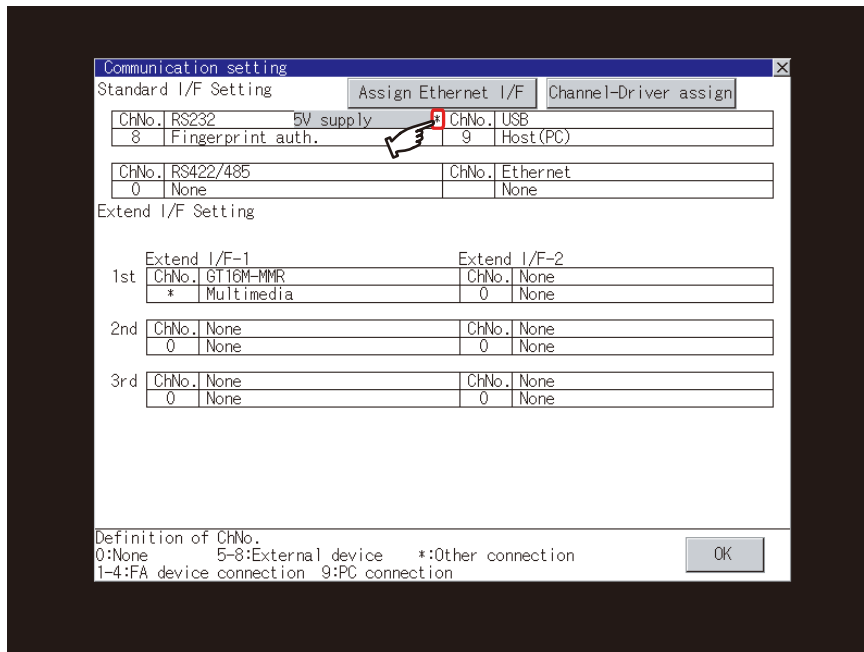 Communication setting
Standard I/F Setting Assign Ethernet I/F Channel-Driver assign
ChNo. RS232 5V supply * ChNo. USB
8 Fingerprint auth. 9 Host(PC)
ChNo. RS422/485 ChNo. Ethernet
0 None None
Extend I/F Setting
Extend I/F-1 Extend I/F-2
1st ChNo. GT16M-MMR ChNo. None
* Multimedia 0 None
2nd ChNo. None ChNo. None
0 None 0 None
3rd ChNo. None ChNo. None
0 None 0 None
Definition of ChNo.
0:None 5-8:External device *:Other connection OK
1-4:FA device connection 9:PC connection